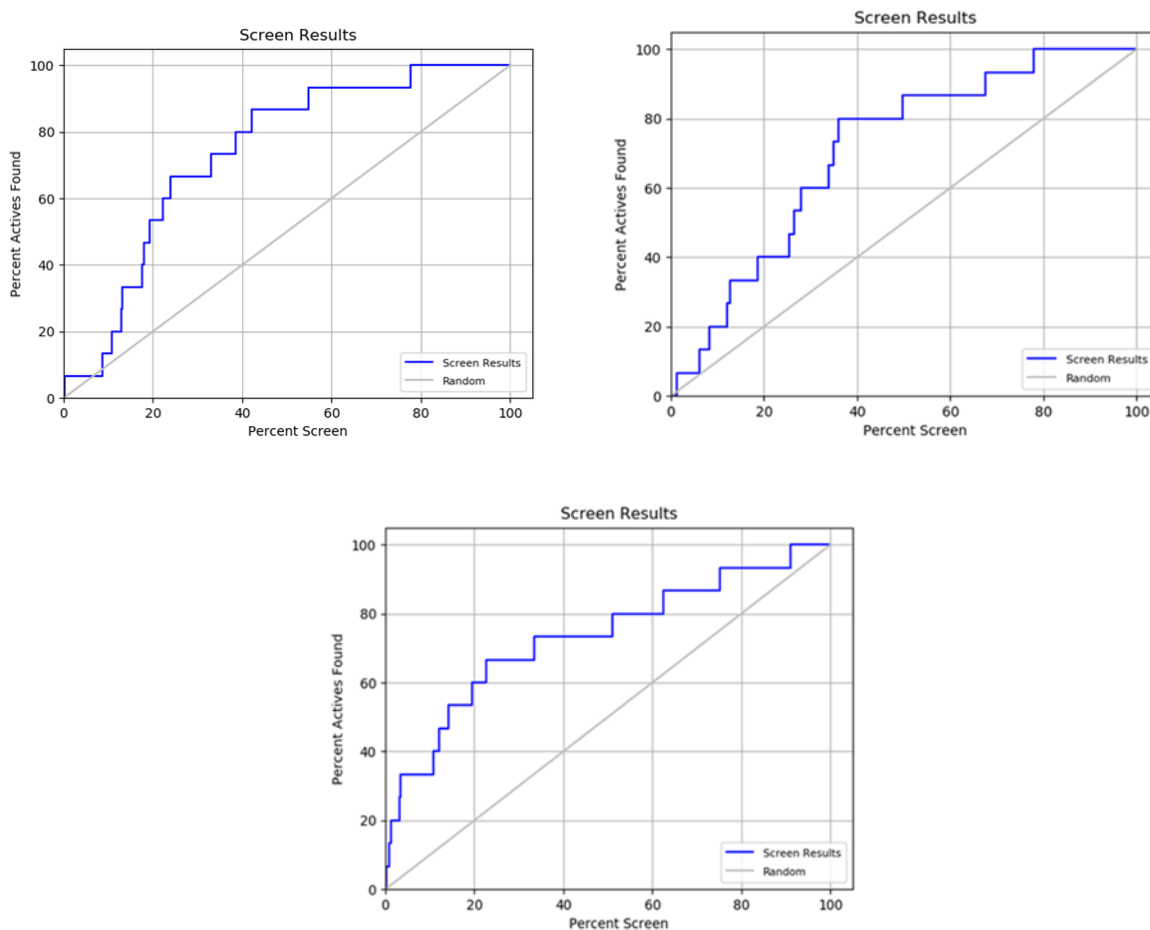 Screen Results
100
80
60
40
20
0
Percent Actives Found
0 20 40 60 80 100
Percent Screen
Screen Results
Random
Screen Results
100
80
60
40
20
0
Percent Actives Found
0 20 40 60 80 100
Percent Screen
Screen Results
Random
Screen Results
100
80
60
40
20
0
Percent Actives Found
0 20 40 60 80 100
Percent Screen
Screen Results
Random